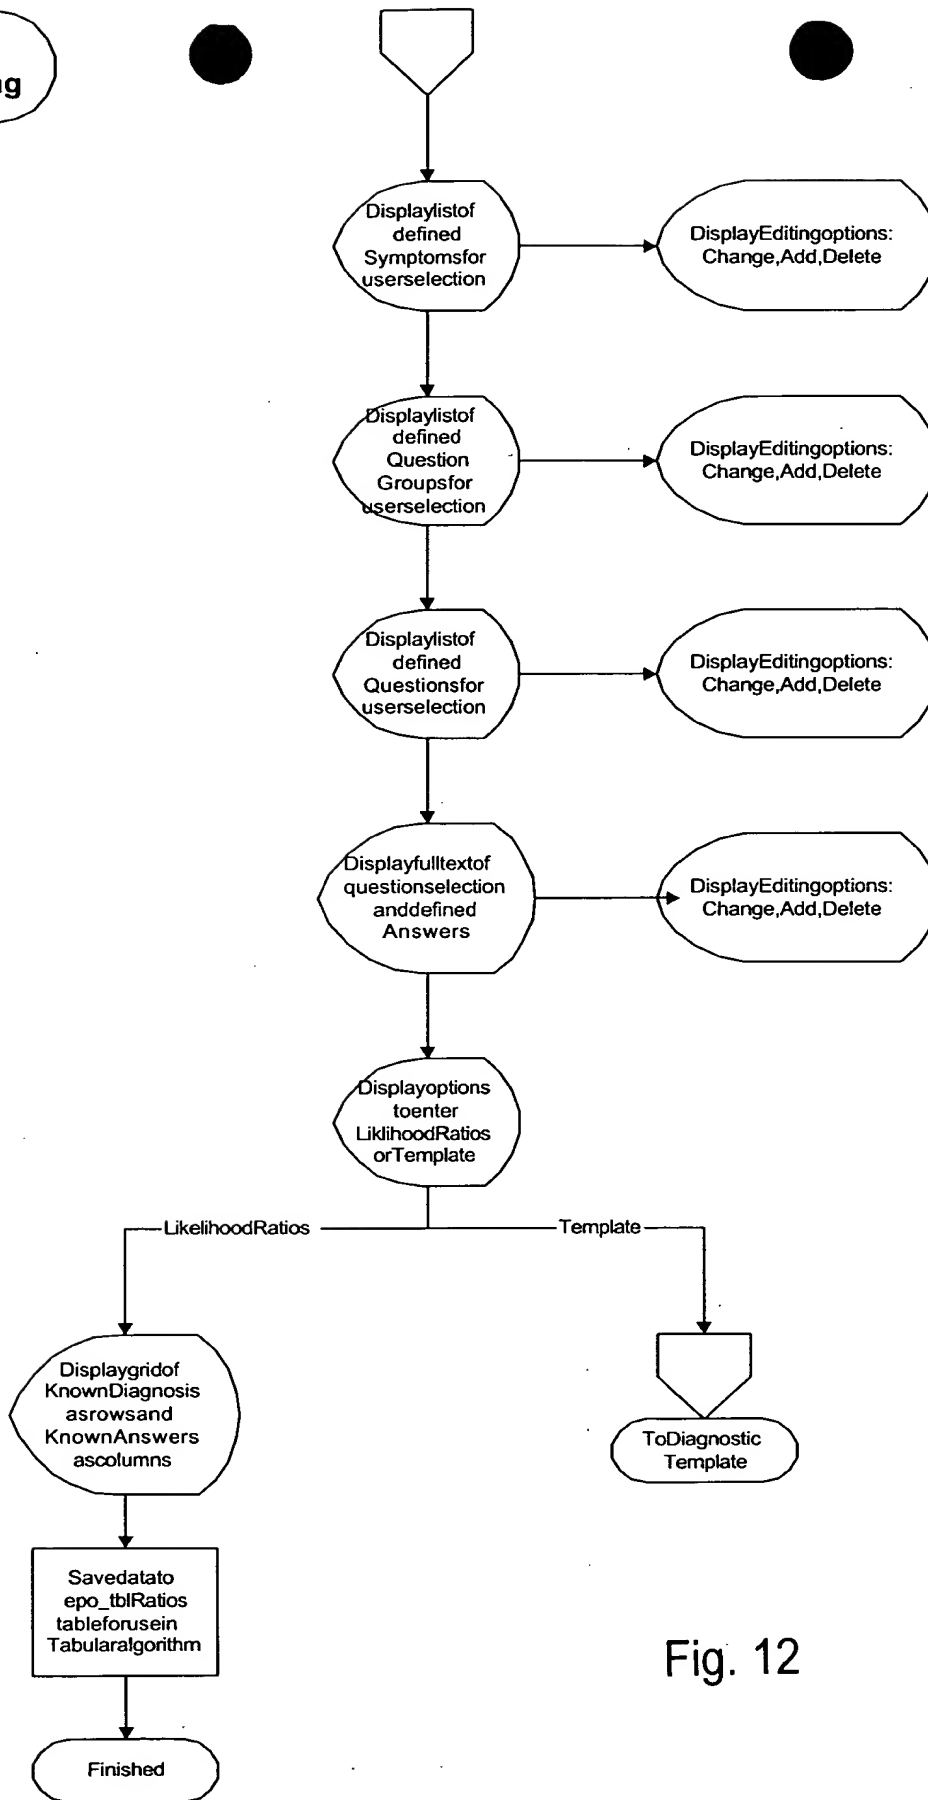 ng
Displaylistof
defined
Symptomsfor
userselection
DisplayEditingoptions:
Change,Add,Delete
Displaylistof
defined
Question
Groupsfor
userselection
DisplayEditingoptions:
Change,Add,Delete
Displaylistof
defined
Questionsfor
userselection
DisplayEditingoptions:
Change,Add,Delete
Displayfulltextof
questionselection
anddefined
Answers
DisplayEditingoptions:
Change,Add,Delete
Displayoptions
toenter
LiklihoodRatios
orTemplate
LikelihoodRatios
Template
Displaygridof
KnownDiagnosis
asrowsand
KnownAnswers
ascolumns
ToDiagnostic
Template
Savedatato
epo_tblRatios
tableforusein
Tabularalgorithm
Fig. 12
Finished